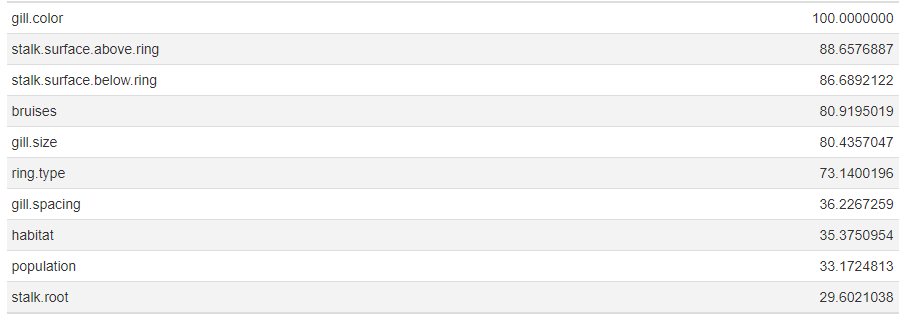 gill.color 100.0000000
stalk.surface.above.ring 88.6576887
stalk.surface.below.ring 86.6892122
bruises 80.9195019
gill.size 80.4357047
ring.type 73.1400196
gill.spacing 36.2267259
habitat 35.3750954
population 33.1724813
stalk.root 29.6021038